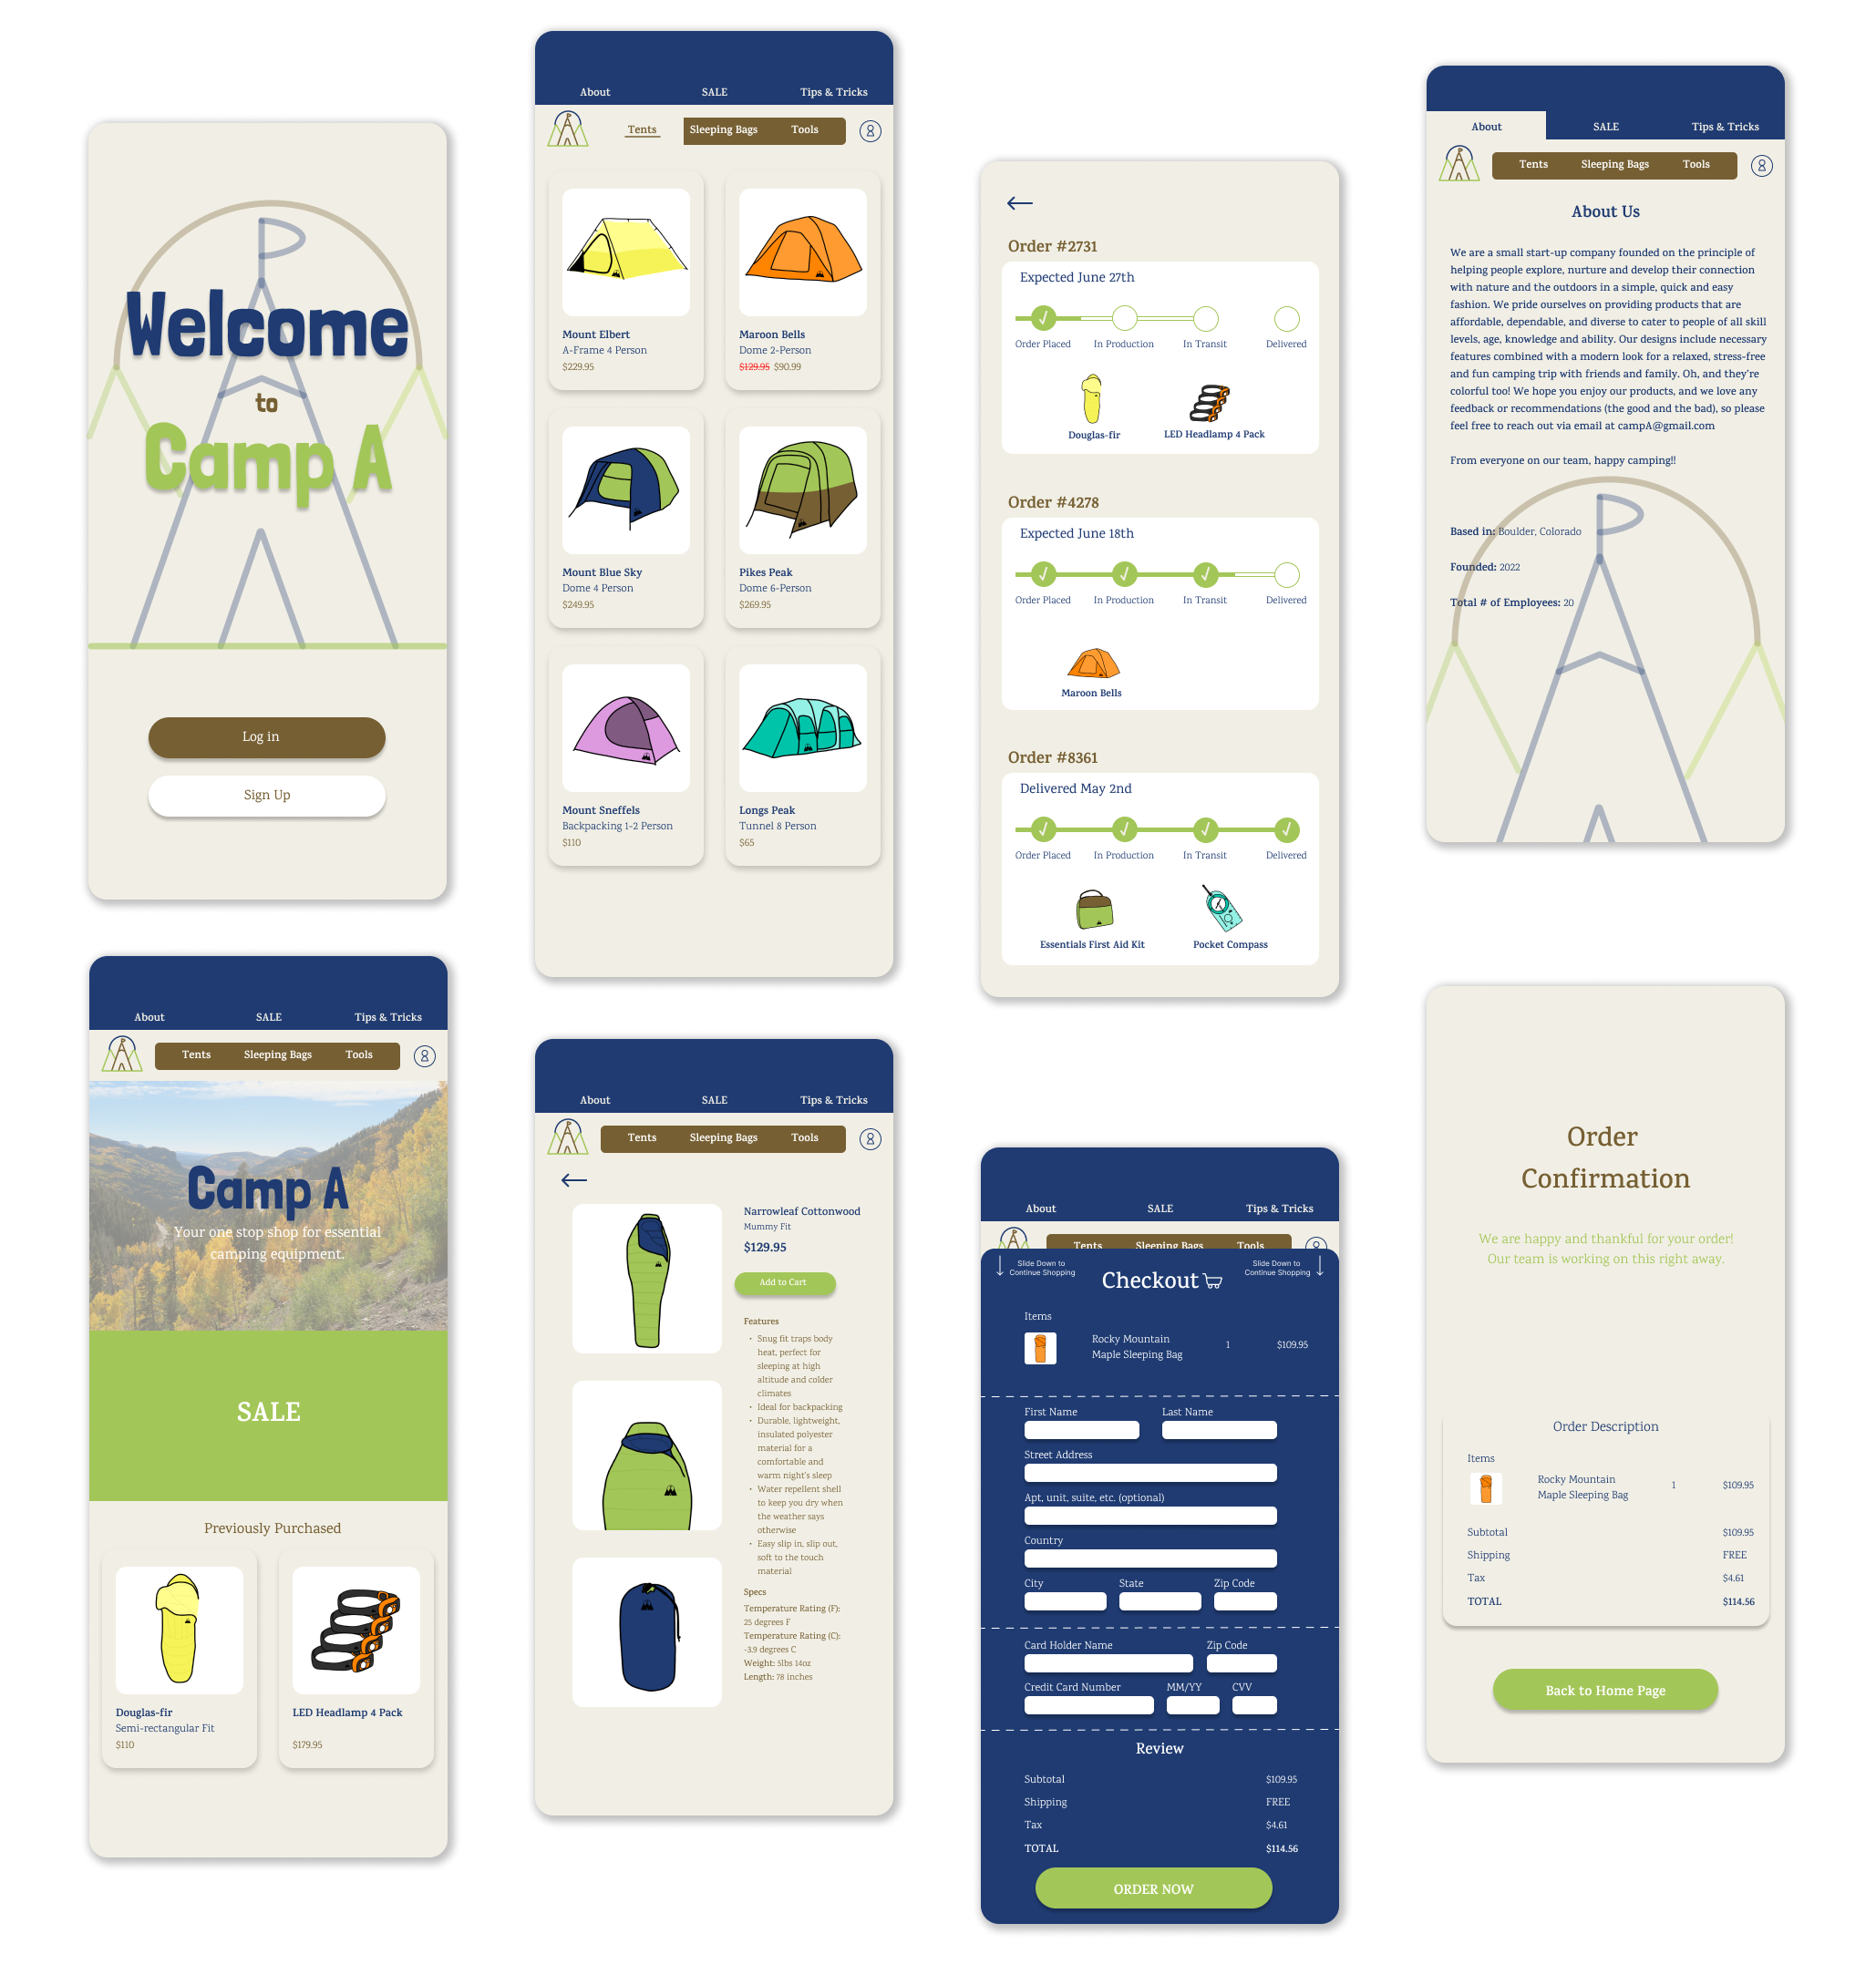 Welcome
to
Camp A
Log in
Sign Up
About SALE Tips & Tricks
Tents Sleeping Bags Tools
Camp A
Your one stop shop for essential
camping equipment.
SALE
Previously Purchased
Douglas-fir
Semi-rectangular Fit
$110
LED Headlamp 4 Pack
$179.95
About SALE Tips & Tricks
Tents Sleeping Bags Tools
Mount Elbert
A-Frame 4 Person
$229.95
Maroon Bells
Dome 2-Person
$129.95 $90.99
Mount Blue Sky
Dome 4 Person
$249.95
Pikes Peak
Dome 6-Person
$269.95
Mount Sneffels
Backpacking 1-2 Person
$110
Longs Peak
Tunnel 8 Person
$65
About SALE Tips & Tricks
Tents Sleeping Bags Tools
Narrowleaf Cottonwood
Mummy Fit
$129.95
Add to Cart
Features
• Snug fit traps body
heat, perfect for
sleeping at high
altitude and colder
climates
• Ideal for backpacking
• Durable, lightweight,
insulated polyester
material for a
comfortable and
warm night's sleep
• Water repellent shell
to keep you dry when
the weather says
otherwise
• Easy slip in, slip out,
soft to the touch
material
Specs
Temperature Rating (F):
25 degrees F
Temperature Rating (C):
-3.9 degrees C
Weight: 5lbs 14oz
Length: 78 inches
Order #2731
Expected June 27th
Order Placed In Production In Transit Delivered
Douglas-fir LED Headlamp 4 Pack
Order #4278
Expected June 18th
Order Placed In Production In Transit Delivered
Maroon Bells
Order #8361
Delivered May 2nd
Order Placed In Production In Transit Delivered
Essentials First Aid Kit Pocket Compass
About SALE Tips & Tricks
Tents Sleeping Bags Tools
Slide Down to
Continue Shopping
Checkout
Slide Down to
Continue Shopping
Items
Rocky Mountain
Maple Sleeping Bag 1 $109.95
First Name Last Name
Street Address
Apt, unit, suite, etc. (optional)
Country
City State Zip Code
Card Holder Name Zip Code
Credit Card Number MM/YY CVV
Review
Subtotal $109.95
Shipping FREE
Tax $4.61
TOTAL $114.56
ORDER NOW
About SALE Tips & Tricks
Tents Sleeping Bags Tools
About Us
We are a small start-up company founded on the principle of
helping people explore, nurture and develop their connection
with nature and the outdoors in a simple, quick and easy
fashion. We pride ourselves on providing products that are
affordable, dependable, and diverse to cater to people of all skill
levels, age, knowledge and ability. Our designs include necessary
features combined with a modern look for a relaxed, stress-free
and fun camping trip with friends and family. Oh, and they're
colorful too! We hope you enjoy our products, and we love any
feedback or recommendations (the good and the bad), so please
feel free to reach out via email at campA@gmail.com
From everyone on our team, happy camping!!
Based in: Boulder, Colorado
Founded: 2022
Total # of Employees: 20
Order
Confirmation
We are happy and thankful for your order!
Our team is working on this right away.
Order Description
Items
Rocky Mountain
Maple Sleeping Bag 1 $109.95
Subtotal $109.95
Shipping FREE
Tax $4.61
TOTAL $114.56
Back to Home Page